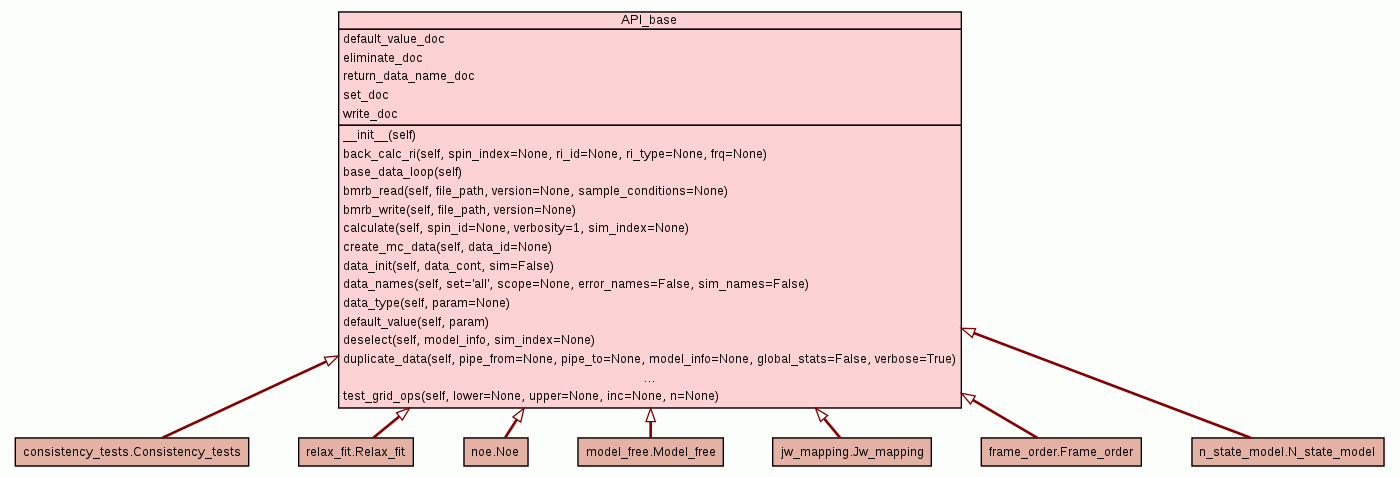 API_base
default_value_doc
eliminate_doc
return_data_name_doc
set_doc
write_doc
__init__(self)
back_calc_ri(self, spin_index=None, ri_id=None, ri_type=None, frq=None)
base_data_loop(self)
bmrb_read(self, file_path, version=None, sample_conditions=None)
bmrb_write(self, file_path, version=None)
calculate(self, spin_id=None, verbosity=1, sim_index=None)
create_mc_data(self, data_id=None)
data_init(self, data_cont, sim=False)
data_names(self, set='all', scope=None, error_names=False, sim_names=False)
data_type(self, param=None)
default_value(self, param)
deselect(self, model_info, sim_index=None)
duplicate_data(self, pipe_from=None, pipe_to=None, model_info=None, global_stats=False, verbose=True)
...
test_grid_ops(self, lower=None, upper=None, inc=None, n=None)
consistency_tests.Consistency_tests
relax_fit.Relax_fit
noe.Noe
model_free.Model_free
jw_mapping.Jw_mapping
frame_order.Frame_order
n_state_model.N_state_model